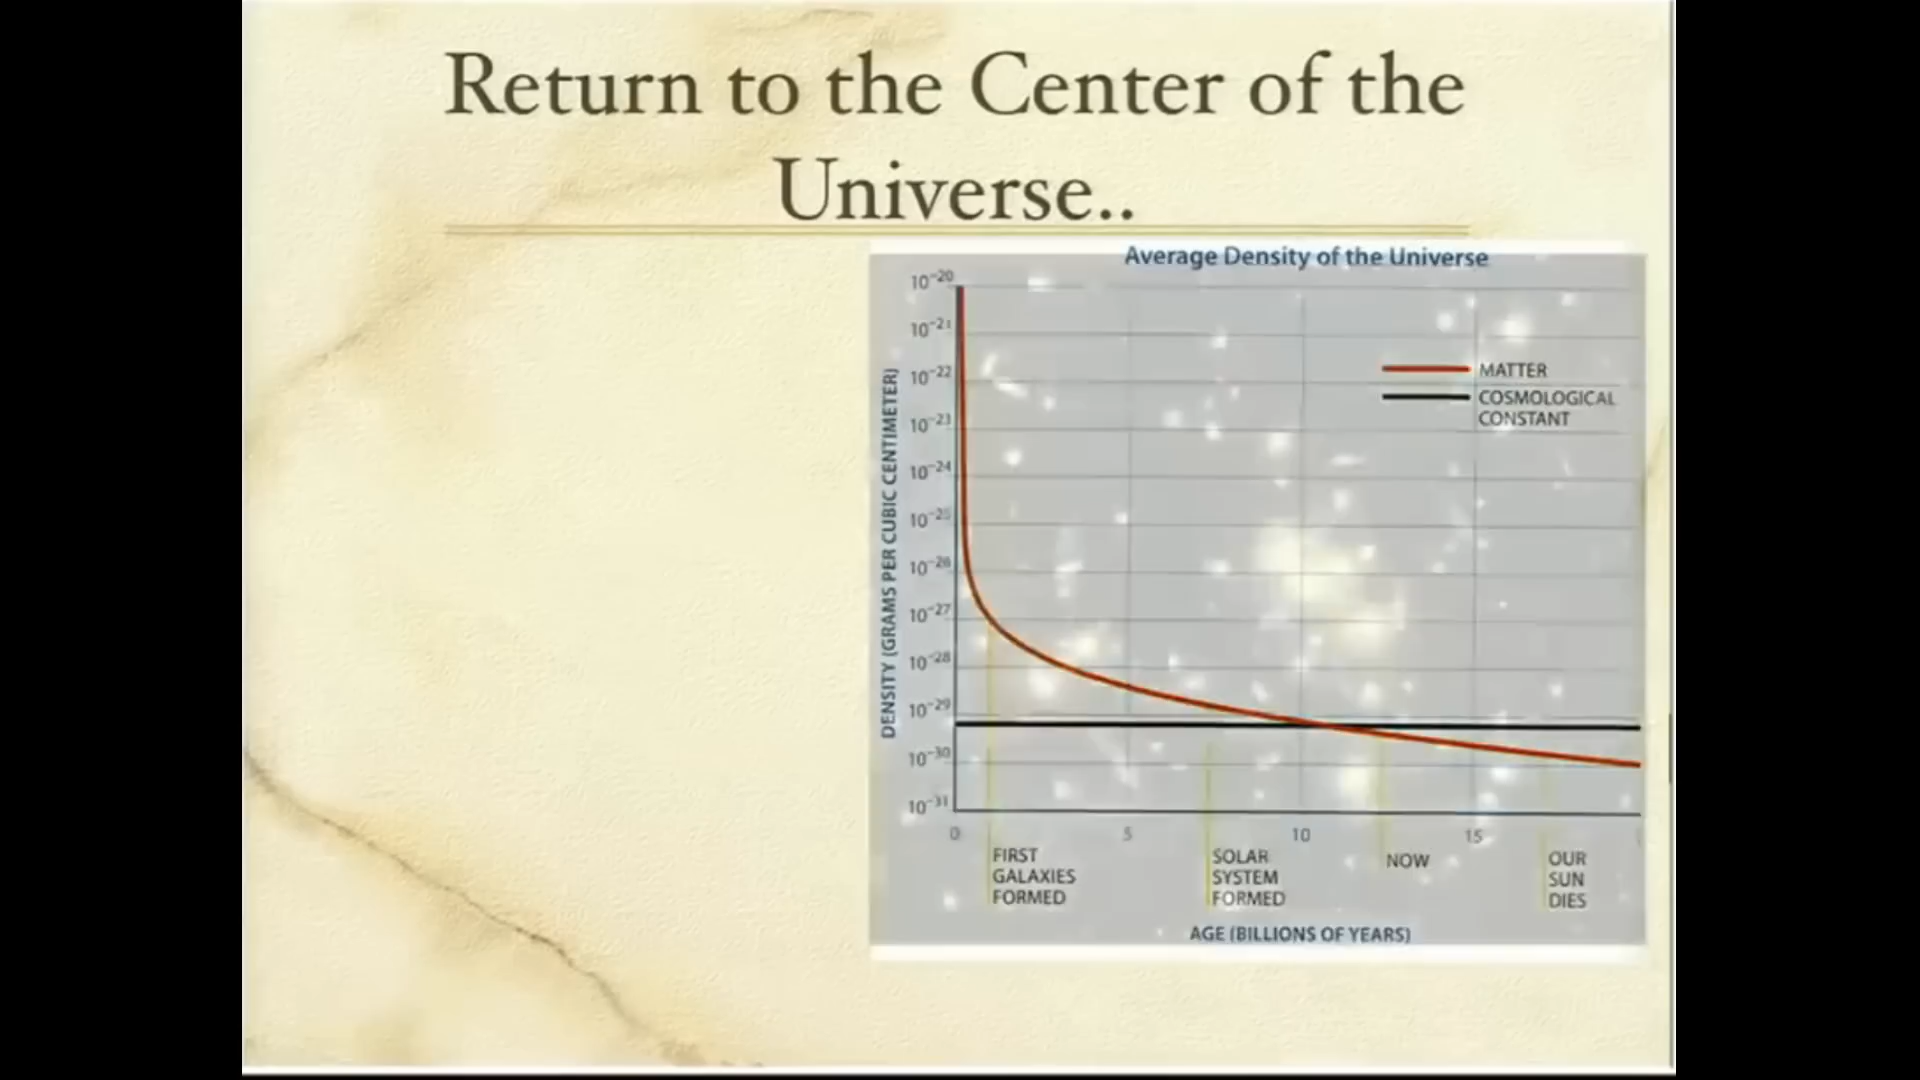 Return to the Center of the
Universe..
Average Density of the Universe
10⁻²⁰
10⁻²¹
10⁻²²
10⁻²³
10⁻²⁴
10⁻²⁵
10⁻²⁶
10⁻²⁷
10⁻²⁸
10⁻²⁹
10⁻³⁰
10⁻³¹
DENSITY (GRAMS PER CUBIC CENTIMETER)
MATTER
COSMOLOGICAL
CONSTANT
0 5 10 15
FIRST
GALAXIES
FORMED
SOLAR
SYSTEM
FORMED
NOW
OUR
SUN
DIES
AGE (BILLIONS OF YEARS)